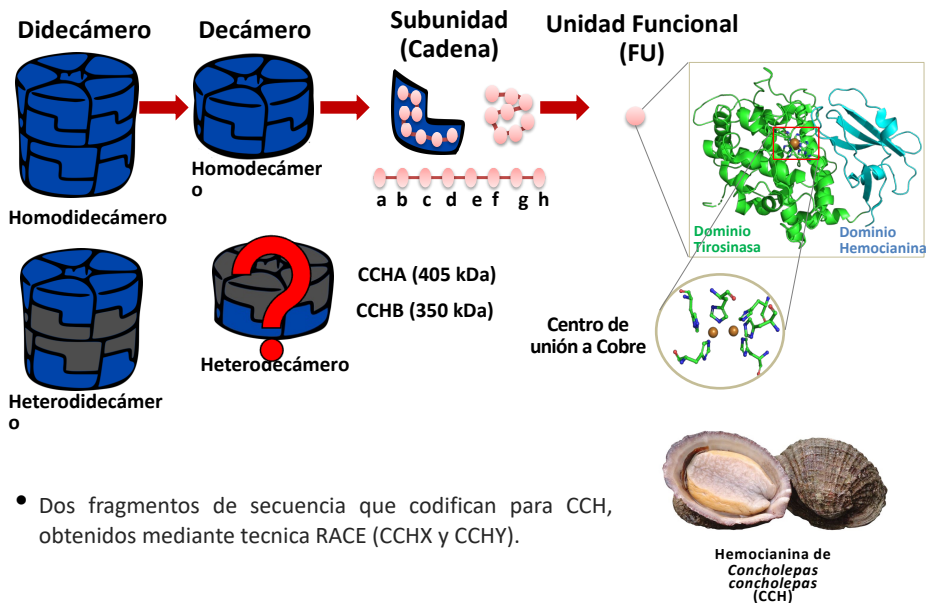 Didecámero
Decámero
Subunidad
(Cadena)
Unidad Funcional
(FU)
Homodidecámero
Homodecámer
o
a b c d e f g h
Dominio
Tirosinasa
Dominio
Hemocianina
Heterodidecámer
o
Heterodecámero
?
CCHA (405 kDa)
CCHB (350 kDa)
Centro de
unión a Cobre
• Dos fragmentos de secuencia que codifican para CCH,
obtenidos mediante tecnica RACE (CCHX y CCHY).
Hemocianina de
Concholepas
concholepas
(CCH)